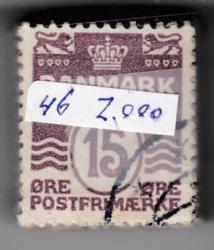 DANMARK
46 2,000
15
ØRE ØRE
POSTFRIMÆRKE